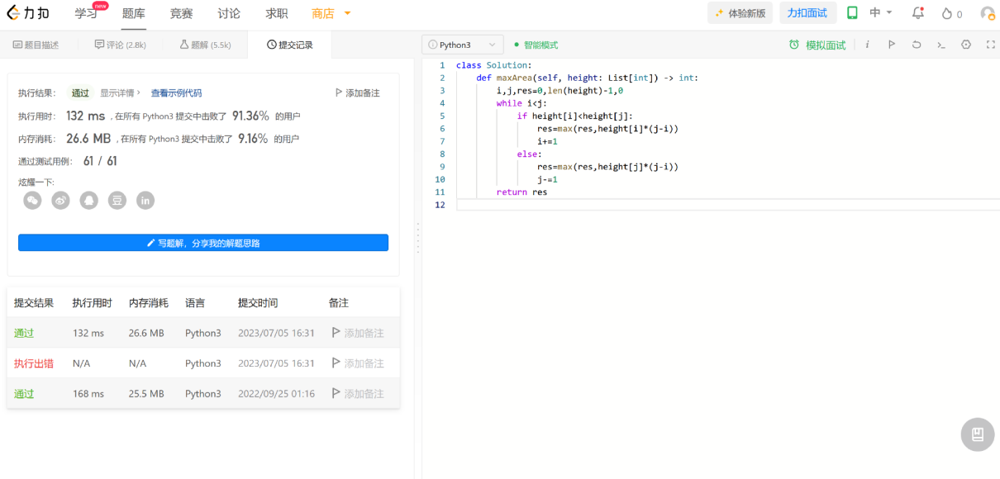 力扣 学习 new 题库 竞赛 讨论 求职 商店 体验新版 力扣面试 中 0
题目描述 评论 (2.8k) 题解 (5.5k) 提交记录 Python3 智能模式 模拟面试 i
执行结果： 通过 显示详情 › 查看示例代码 添加备注
执行用时： 132 ms , 在所有 Python3 提交中击败了 91.36% 的用户
内存消耗： 26.6 MB , 在所有 Python3 提交中击败了 9.16% 的用户
通过测试用例： 61 / 61
炫耀一下:
豆 in
写题解，分享我的解题思路
提交结果 执行用时 内存消耗 语言 提交时间 备注
通过 132 ms 26.6 MB Python3 2023/07/05 16:31 添加备注
执行出错 N/A N/A Python3 2023/07/05 16:31 添加备注
通过 168 ms 25.5 MB Python3 2022/09/25 01:16 添加备注
1 class Solution:
2 def maxArea(self, height: List[int]) -> int:
3 i,j,res=0,len(height)-1,0
4 while i<j:
5 if height[i]<height[j]:
6 res=max(res,height[i]*(j-i))
7 i+=1
8 else:
9 res=max(res,height[j]*(j-i))
10 j-=1
11 return res
12